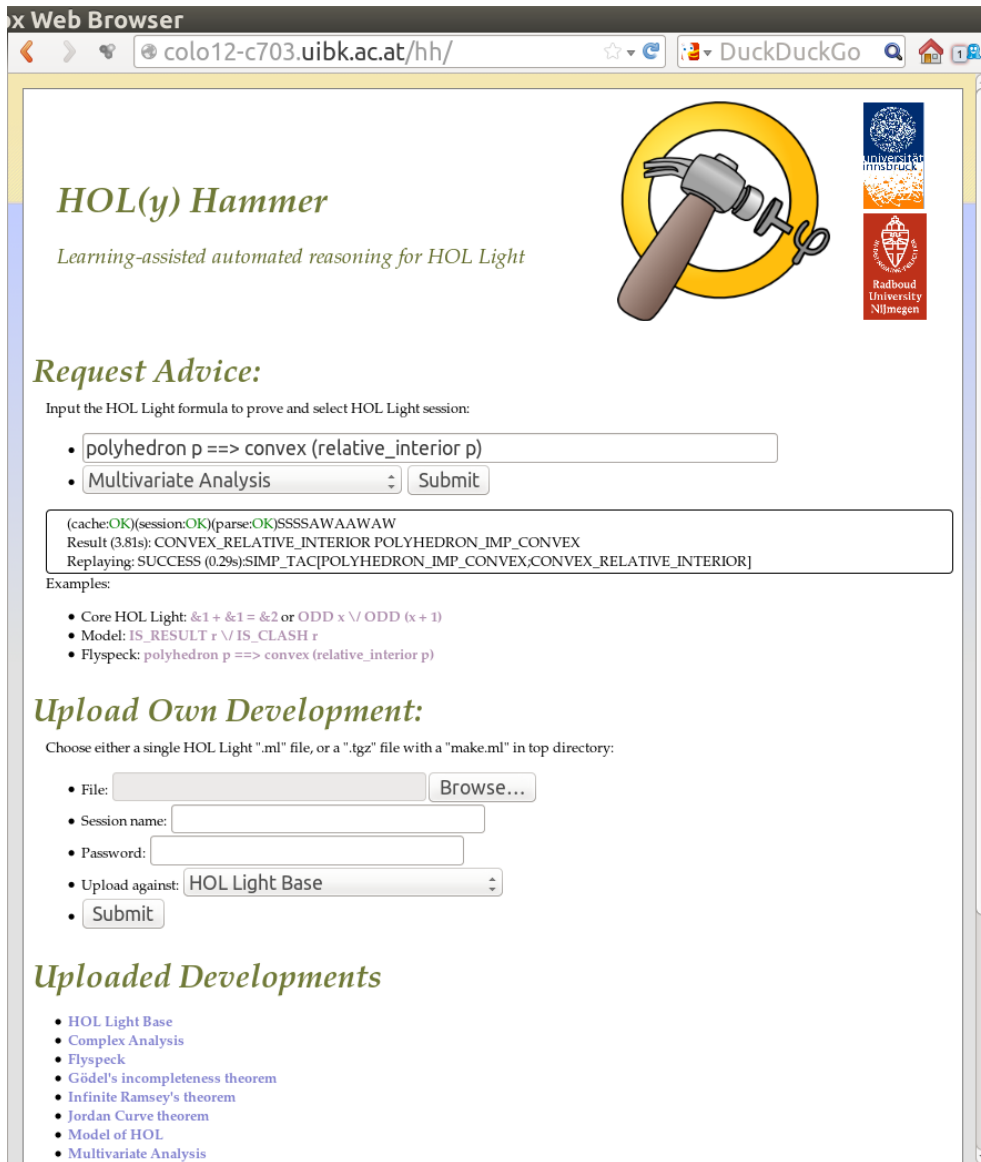 ox Web Browser
colo12-c703.uibk.ac.at/hh/
DuckDuckGo
1
universität
innsbruck
HOL(y) Hammer
Learning-assisted automated reasoning for HOL Light
Radboud
University
Nijmegen
Request Advice:
Input the HOL Light formula to prove and select HOL Light session:
• polyhedron p ==> convex (relative_interior p)
• Multivariate Analysis Submit
(cache:OK)(session:OK)(parse:OK)SSSSAWAAWAW
Result (3.81s): CONVEX_RELATIVE_INTERIOR POLYHEDRON_IMP_CONVEX
Replaying: SUCCESS (0.29s):SIMP_TAC[POLYHEDRON_IMP_CONVEX;CONVEX_RELATIVE_INTERIOR]
Examples:
• Core HOL Light: &1 + &1 = &2 or ODD x \/ ODD (x + 1)
• Model: IS_RESULT r \/ IS_CLASH r
• Flyspeck: polyhedron p ==> convex (relative_interior p)
Upload Own Development:
Choose either a single HOL Light ".ml" file, or a ".tgz" file with a "make.ml" in top directory:
• File: Browse...
• Session name:
• Password:
• Upload against: HOL Light Base
• Submit
Uploaded Developments
• HOL Light Base
• Complex Analysis
• Flyspeck
• Gödel's incompleteness theorem
• Infinite Ramsey's theorem
• Jordan Curve theorem
• Model of HOL
• Multivariate Analysis